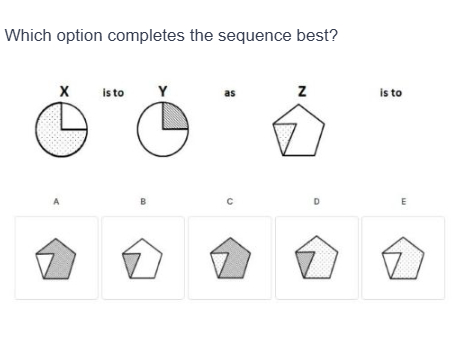 Which option completes the sequence best?
X is to Y as Z is to
A B C D E